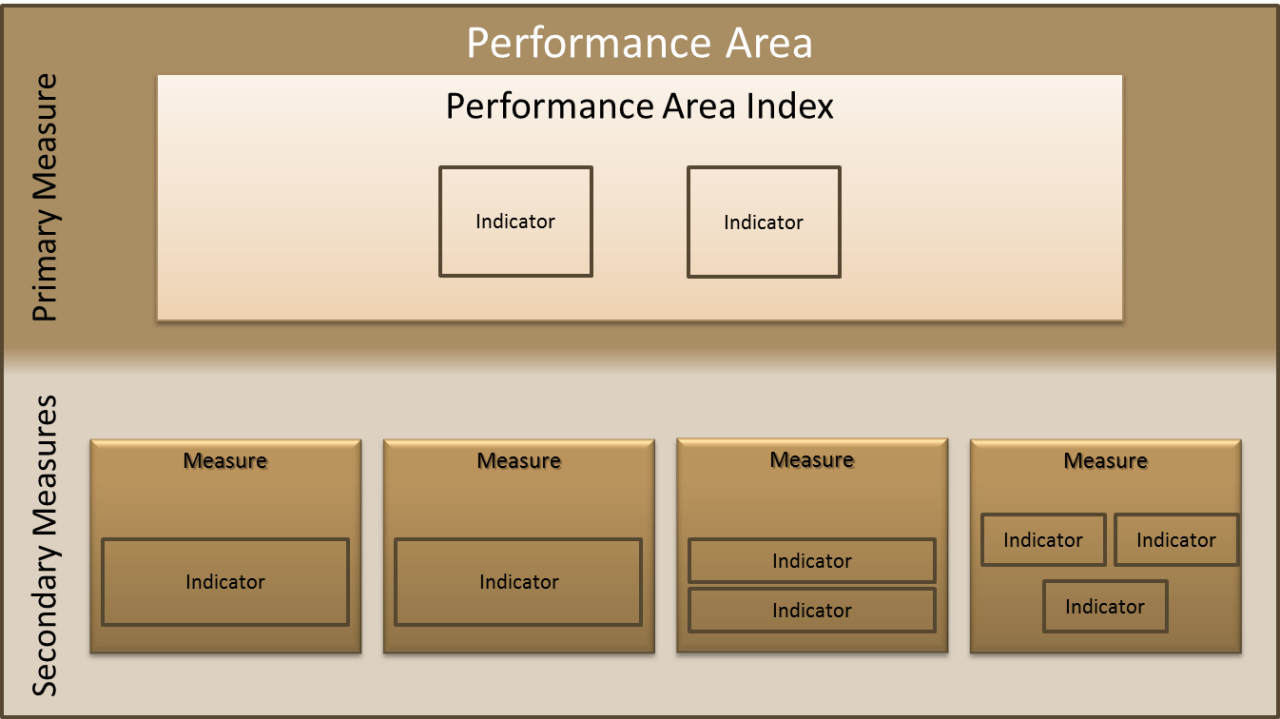 Performance Area
Primary Measure
Performance Area Index
Indicator
Indicator
Secondary Measures
Measure
Indicator
Measure
Indicator
Measure
Indicator
Indicator
Measure
Indicator
Indicator
Indicator